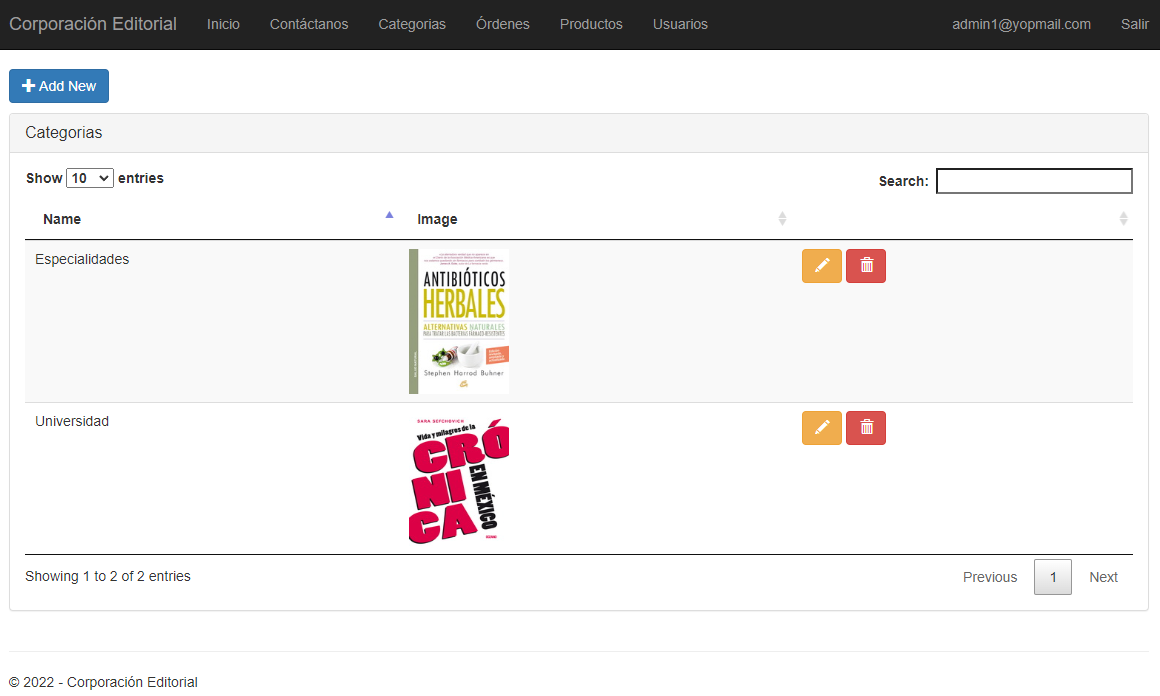 Corporación Editorial Inicio Contáctanos Categorias Órdenes Productos Usuarios admin1@yopmail.com Salir
Add New
Categorias
Show 10 entries Search:
Name Image
Especialidades
ANTIBIÓTICOS
HERBALES
ALTERNATIVAS NATURALES
PARA TRATAR LAS BACTERIAS FÁRMACO-RESISTENTES
Stephen Harrod Buhner
Universidad
SARA SEFCHOVICH
Vida y milagros de la
CRÓNICA
EN MÉXICO
Showing 1 to 2 of 2 entries Previous 1 Next
© 2022 - Corporación Editorial